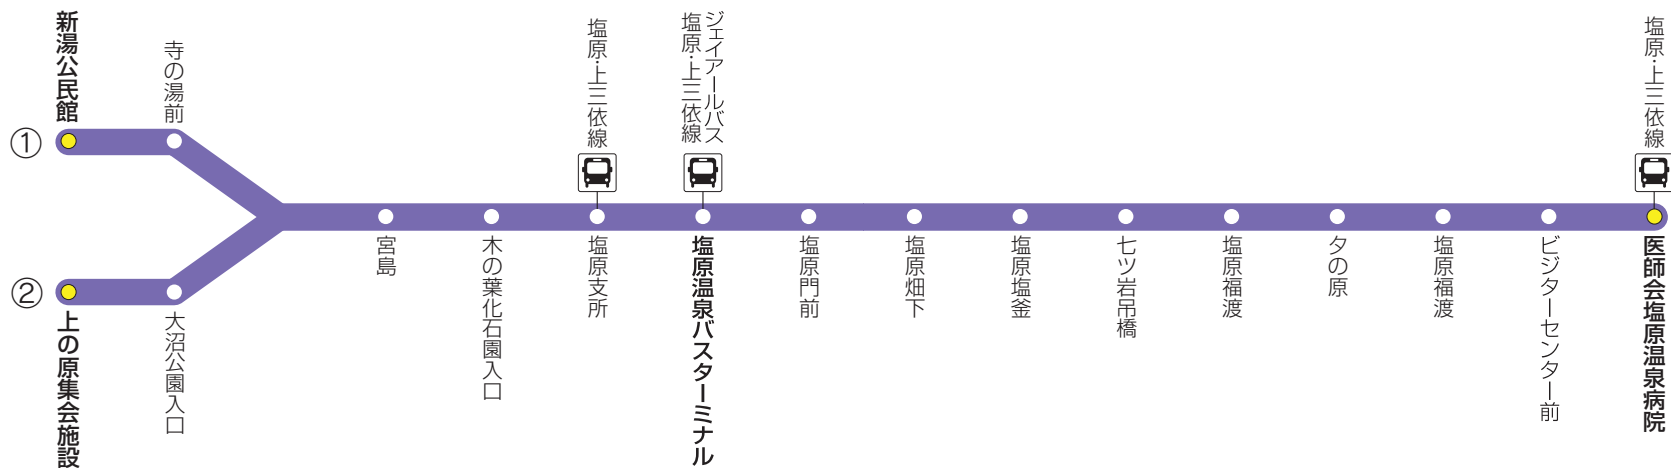 ①
新湯公民館
寺の湯前
②
上の原集会施設
大沼公園入口
宮島
木の葉化石園入口
塩原・上三依線
塩原支所
ジェイアールバス
塩原・上三依線
塩原温泉バスターミナル
塩原門前
塩原畑下
塩原塩釜
七ツ岩吊橋
塩原福渡
夕の原
塩原福渡
ビジターセンター前
塩原・上三依線
医師会塩原温泉病院